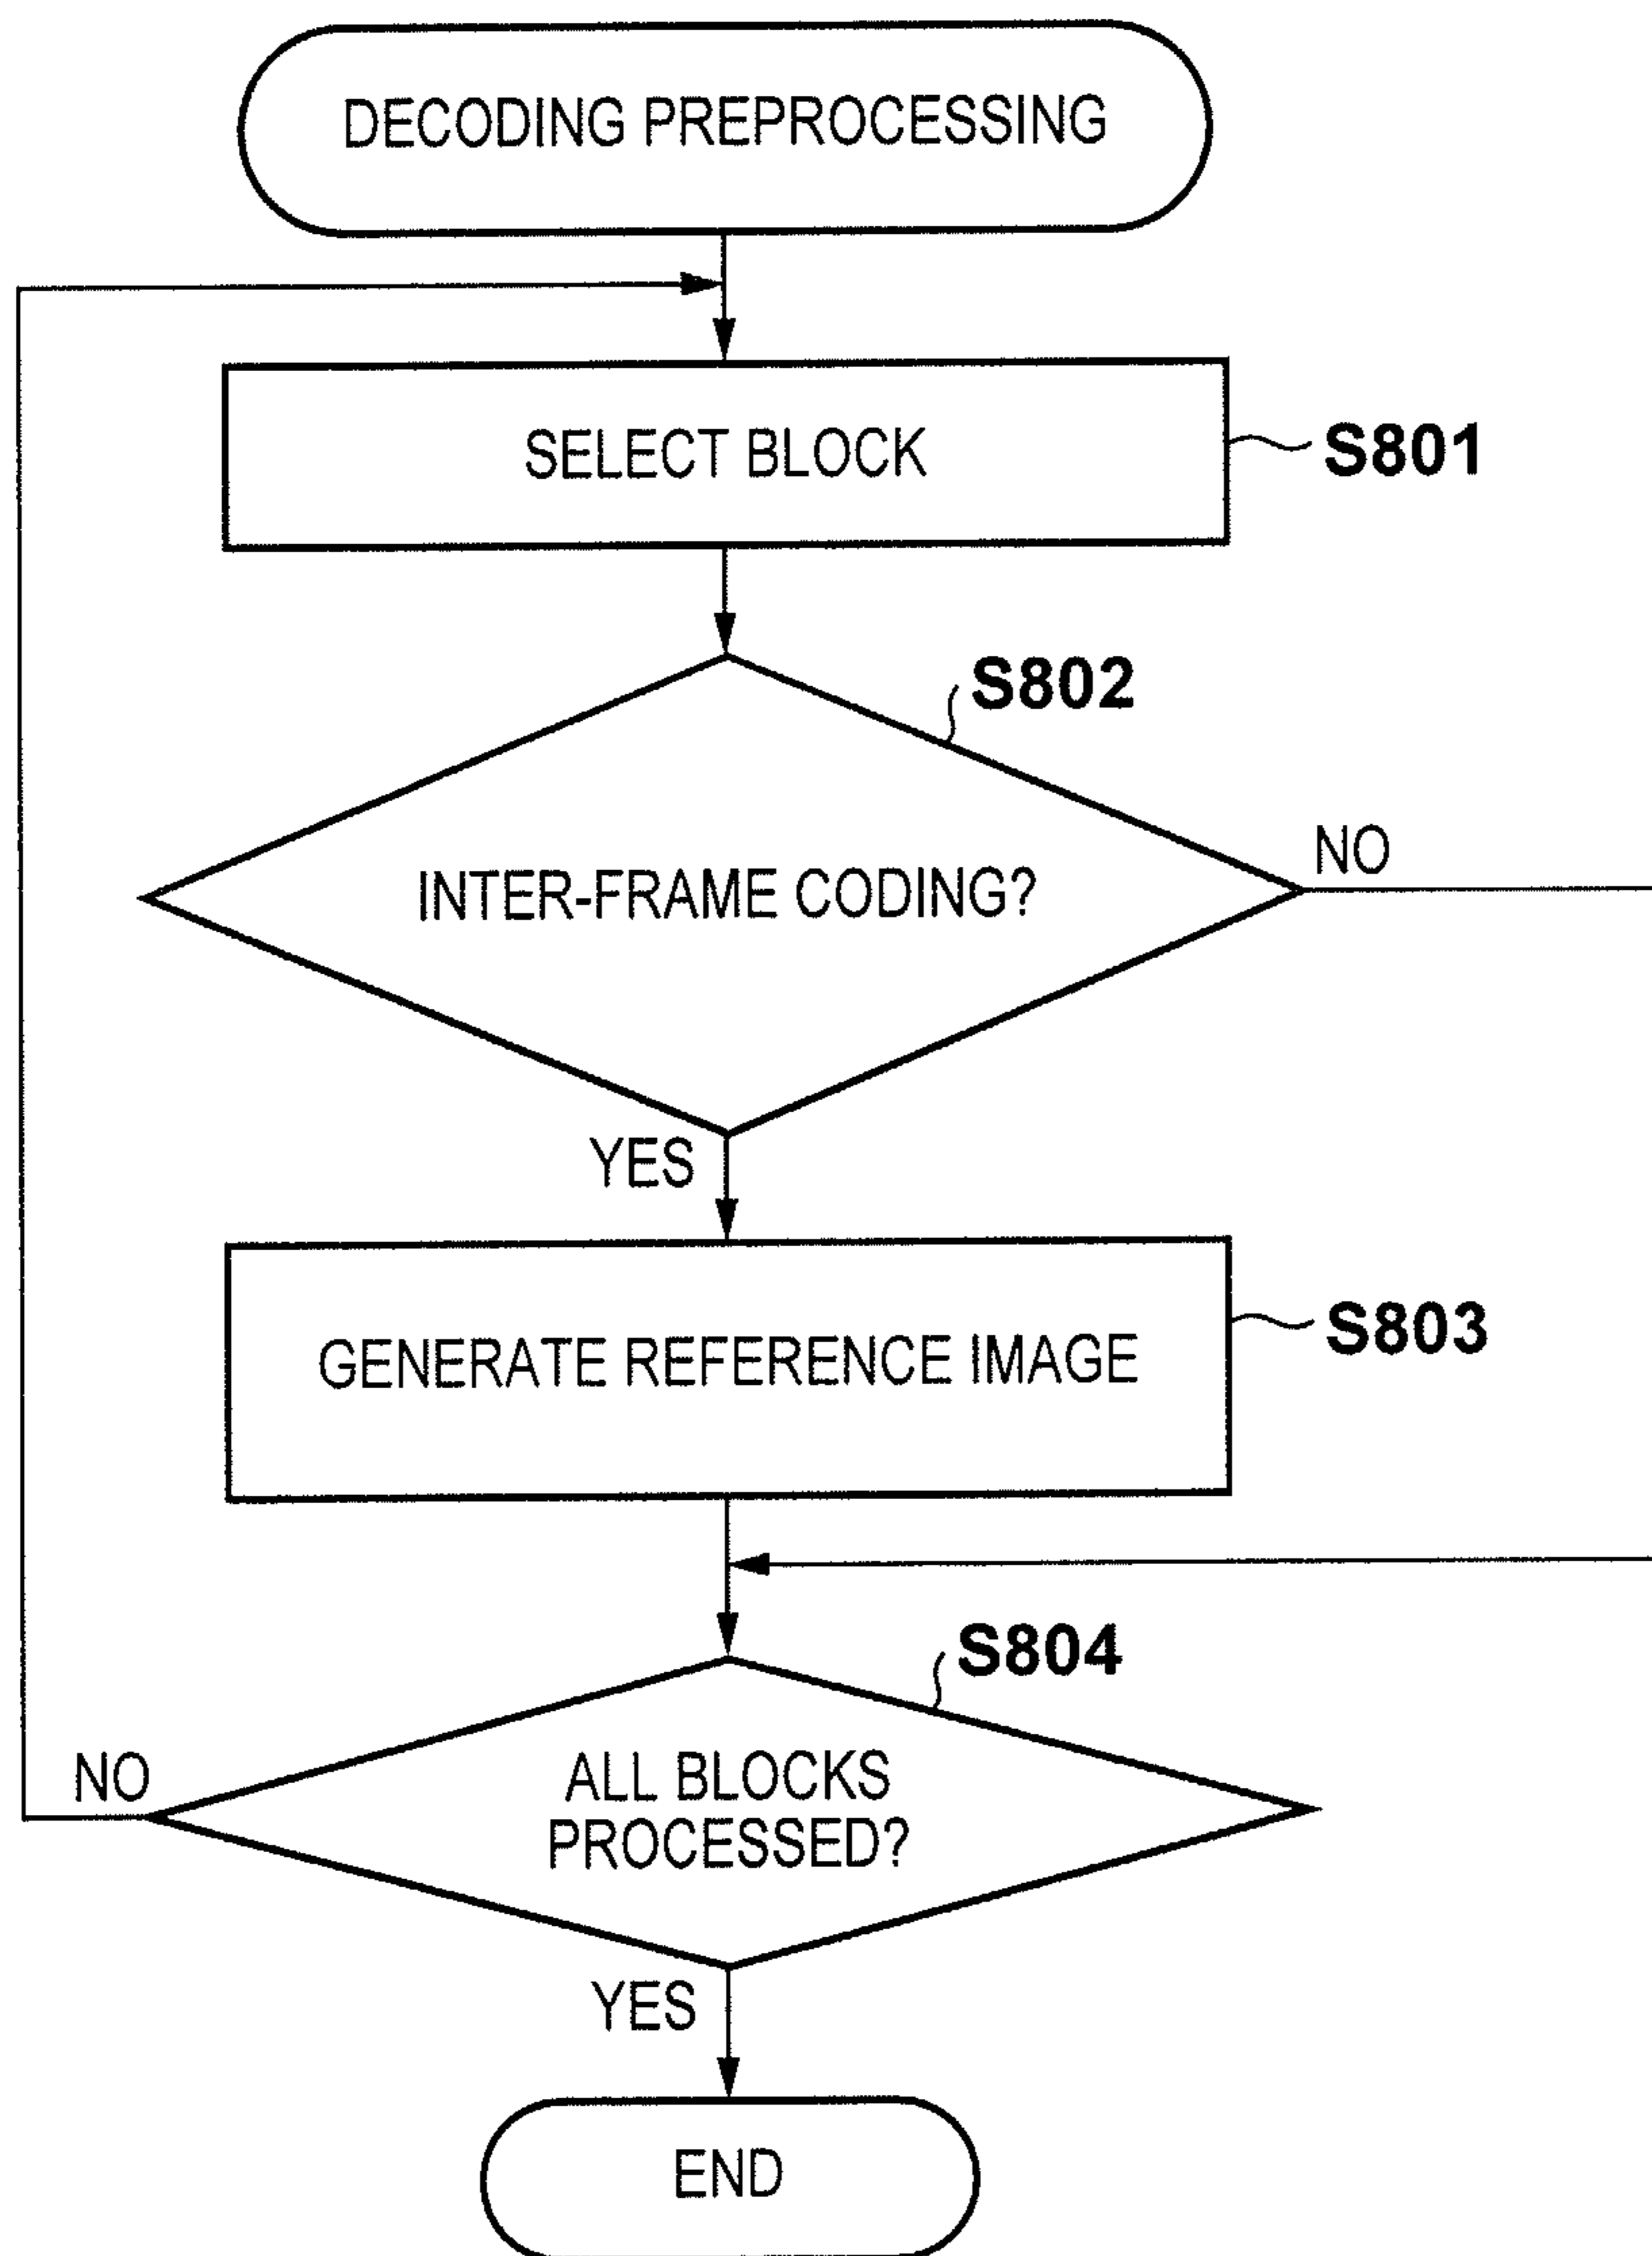 DECODING PREPROCESSING
SELECT BLOCK
S801
S802
INTER-FRAME CODING?
NO
YES
GENERATE REFERENCE IMAGE
S803
S804
ALL BLOCKS
PROCESSED?
NO
YES
END